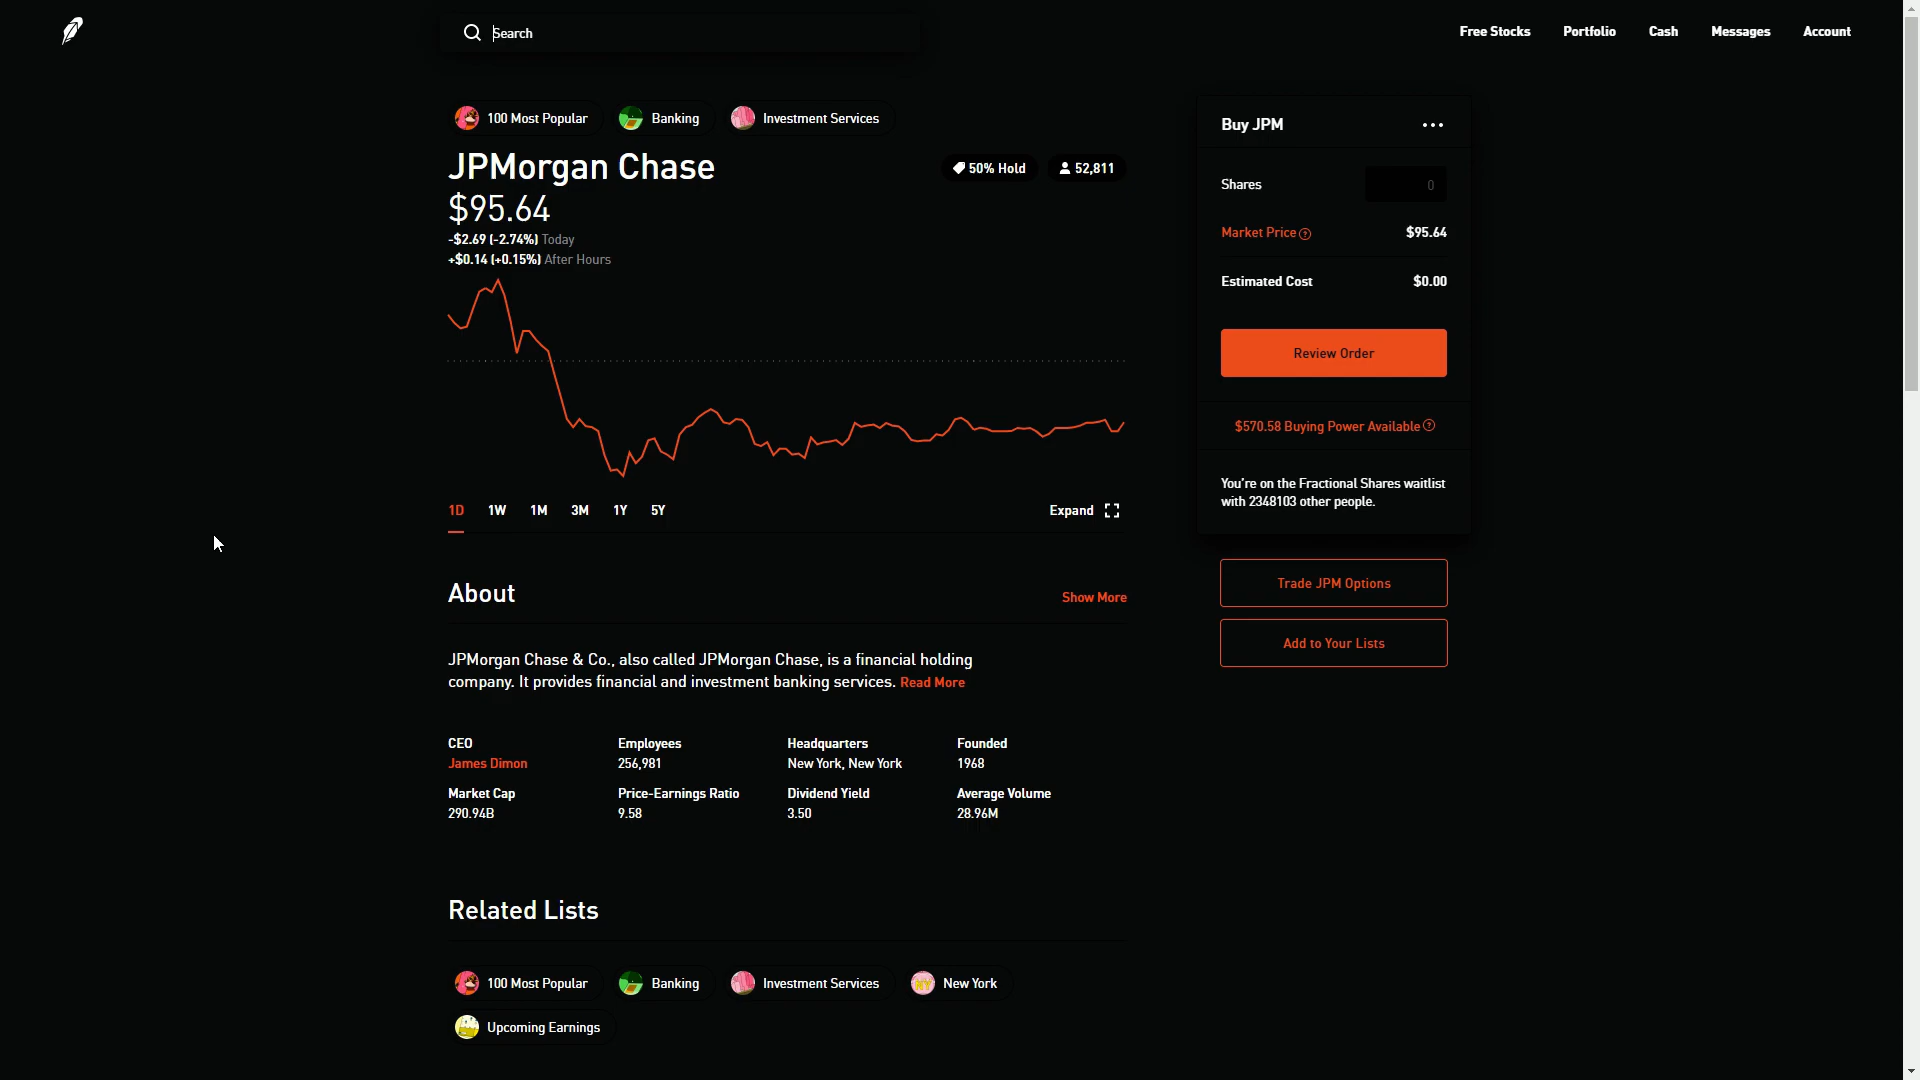 Search
Free Stocks Portfolio Cash Messages Account
100 Most Popular Banking Investment Services
JPMorgan Chase
50% Hold 52,811
$95.64
-$2.69 (-2.74%) Today
+$0.14 (+0.15%) After Hours
1D 1W 1M 3M 1Y 5Y
Expand
About
Show More
JPMorgan Chase & Co., also called JPMorgan Chase, is a financial holding
company. It provides financial and investment banking services. Read More
CEO Employees Headquarters Founded
James Dimon 256,981 New York, New York 1968
Market Cap Price-Earnings Ratio Dividend Yield Average Volume
290.94B 9.58 3.50 28.96M
Related Lists
100 Most Popular Banking Investment Services NY New York
Upcoming Earnings
Buy JPM
Shares 0
Market Price ? $95.64
Estimated Cost $0.00
Review Order
$570.58 Buying Power Available ?
You're on the Fractional Shares waitlist
with 2348103 other people.
Trade JPM Options
Add to Your Lists